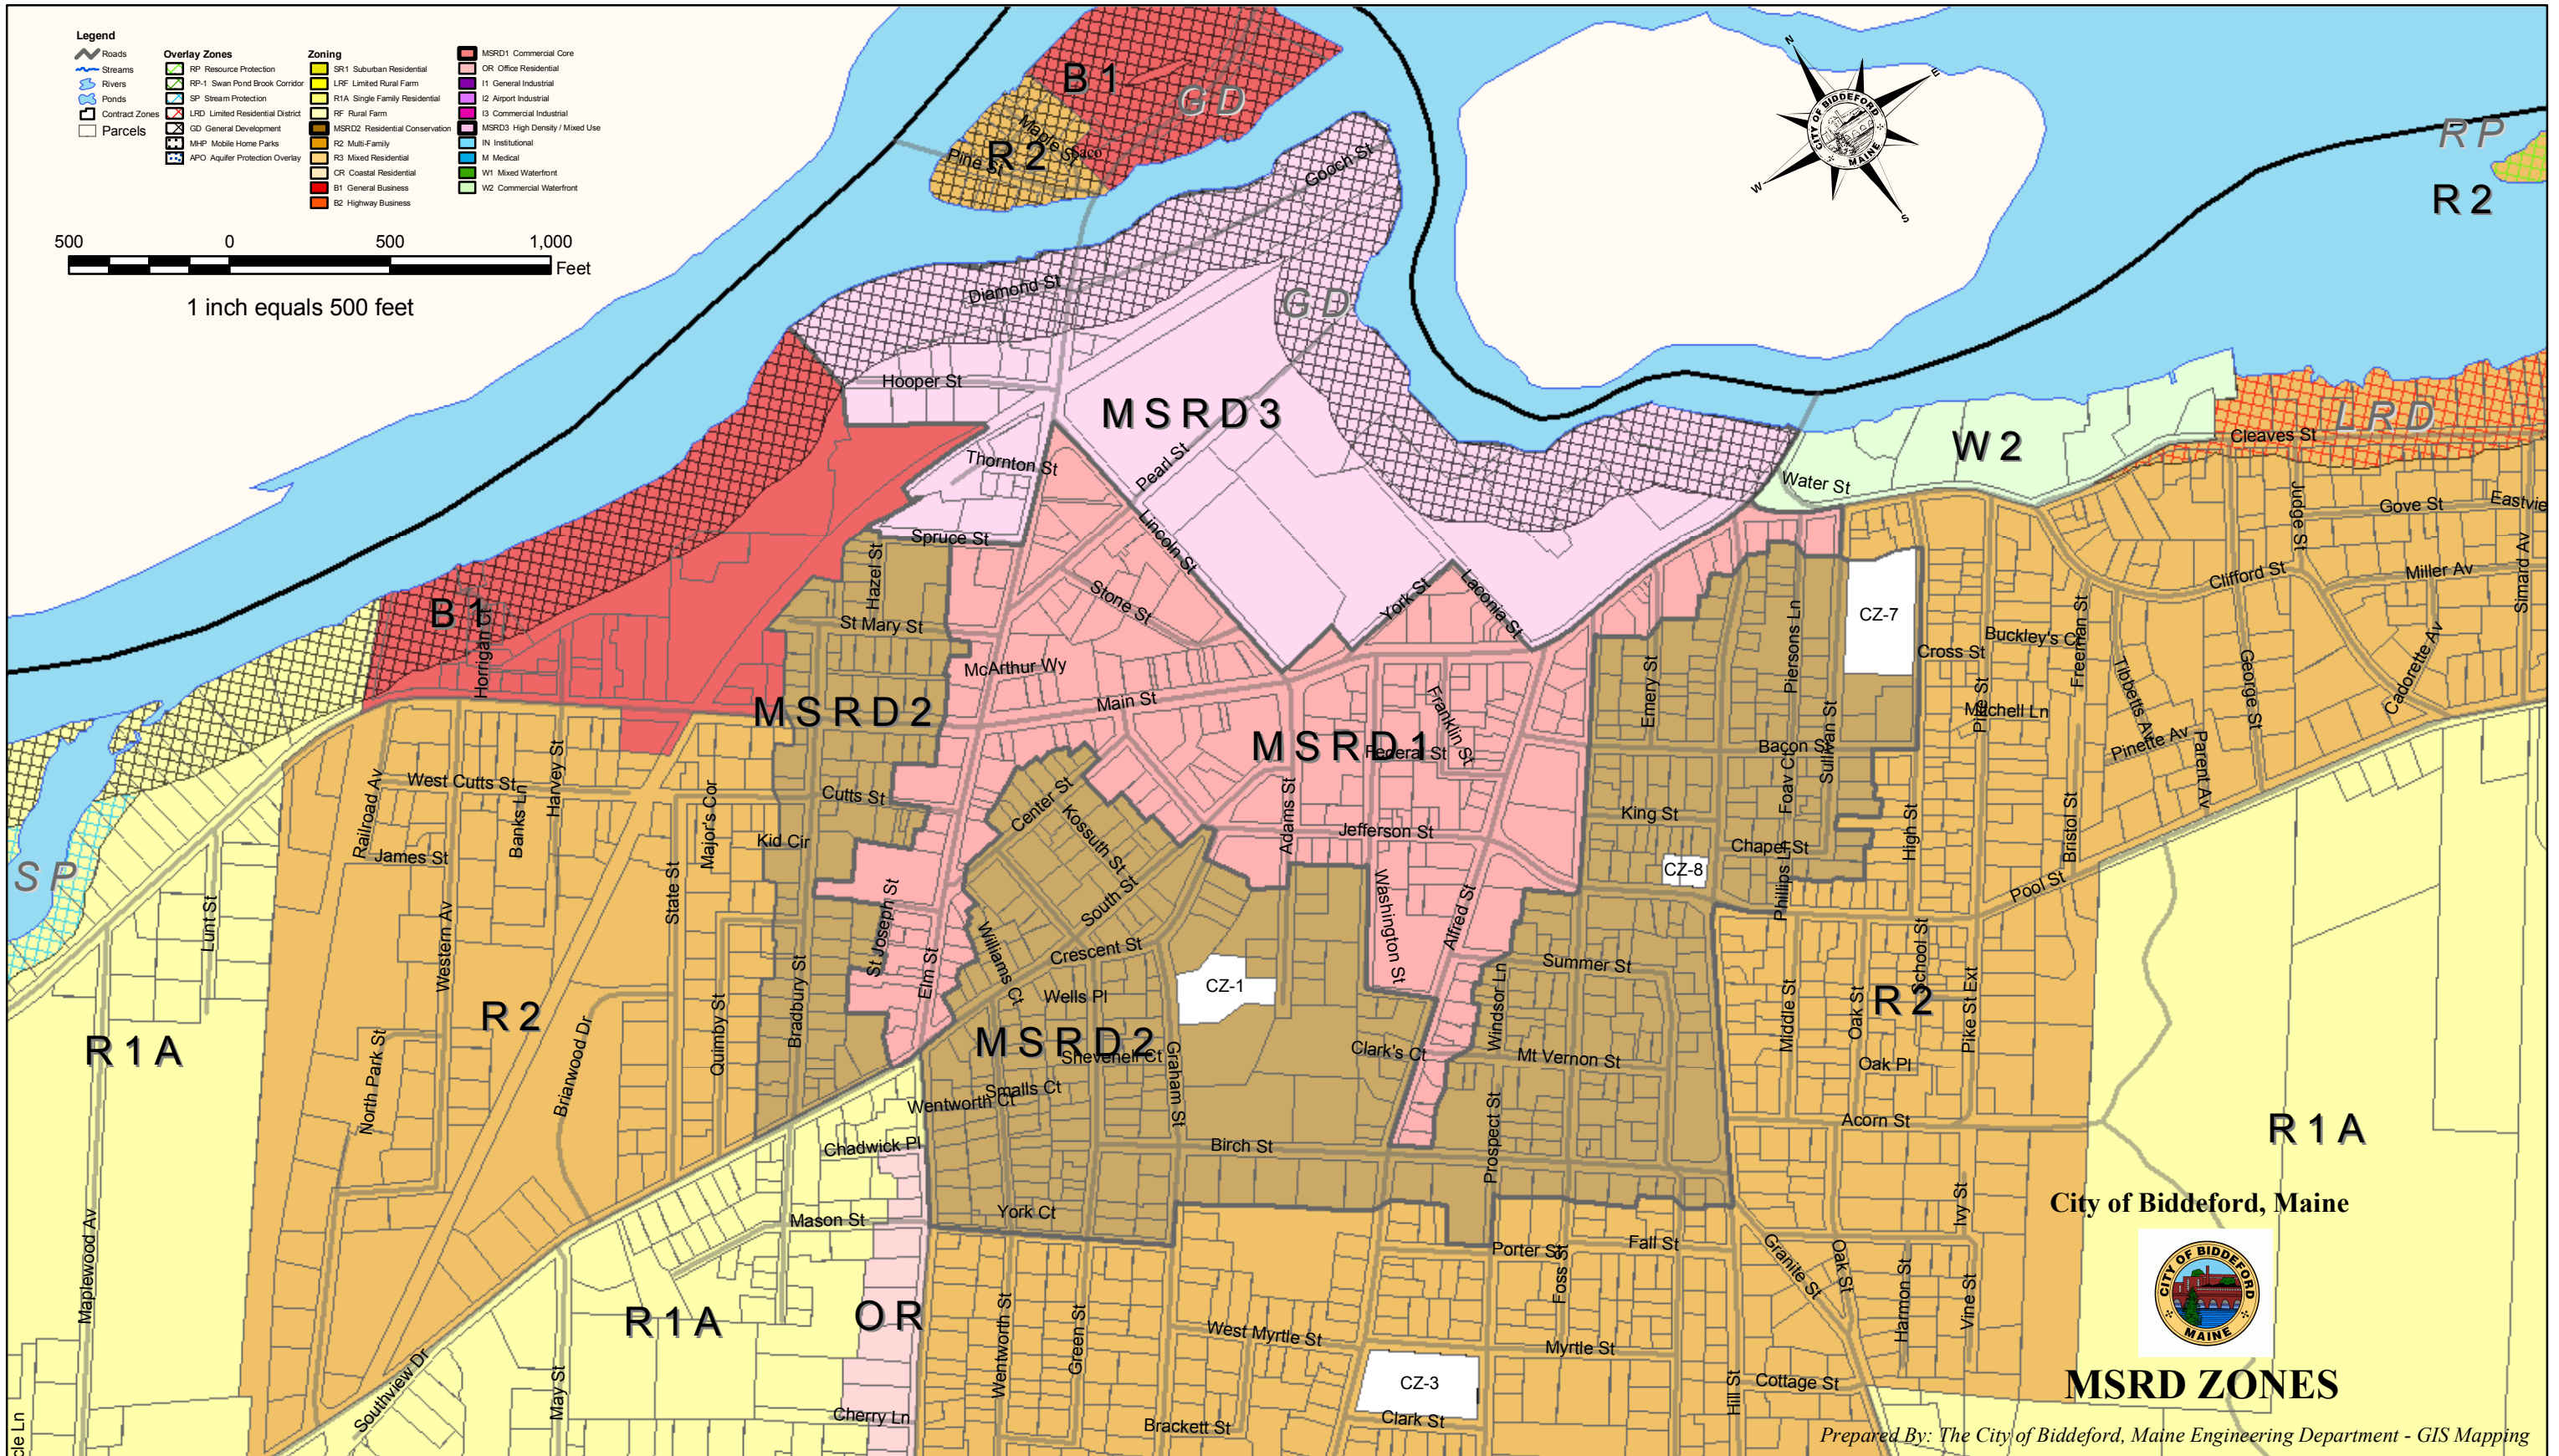 Legend
Roads
Streams
Rivers
Ponds
Contract Zones
Parcels
Overlay Zones
RP Resource Protection
RP-1 Swan Pond Brook Corridor
SP Stream Protection
LRD Limited Residential District
GD General Development
MHP Mobile Home Parks
APO Aquifer Protection Overlay
Zoning
SR1 Suburban Residential
LRF Limited Rural Farm
R1A Single Family Residential
RF Rural Farm
MSRD2 Residential Conservation
R2 Multi-Family
R3 Mixed Residential
CR Coastal Residential
B1 General Business
B2 Highway Business
MSRD1 Commercial Core
OR Office Residential
I1 General Industrial
I2 Airport Industrial
I3 Commercial Industrial
MSRD3 High Density / Mixed Use
IN Institutional
M Medical
W1 Mixed Waterfront
W2 Commercial Waterfront
500 0 500 1,000
Feet
1 inch equals 500 feet
B1
GD
R2
Maple St
Pine St
Saco
N
E
S
W
CITY OF BIDDEFORD
MAINE
RP
R2
Gooch St
Diamond St
GD
Hooper St
MSRD3
Thornton St
Pearl St
Lincoln St
Spruce St
Hazel St
Stone St
York St
Laconia St
Water St
W2
Cleaves St
LRD
Judge St
Gove St
Eastvie
Clifford St
Miller Av
Simard Av
B1
Horrigan Ct
St Mary St
McArthur Wy
MSRD2
Main St
MSRD1
Franklin St
Federal St
Emery St
Piersons Ln
CZ-7
Cross St
Buckley's Ct
Freeman St
Pike St
Mitchell Ln
Tibbetts Av
George St
Cadorette Av
Pinette Av
Parent Av
Bacon St
Sullivan St
Foay Ct
King St
Chapel St
CZ-8
Phillips Ln
High St
Bristol St
Pool St
Railroad Av
West Cutts St
Banks Ln
Harvey St
James St
Major's Cor
Cutts St
Kid Cir
State St
Center St
Kossuth St
South St
Adams St
Jefferson St
Washington St
Alfred St
SP
Lunt St
Western Av
St Joseph St
Elm St
Williams Ct
Crescent St
Wells Pl
CZ-1
Summer St
Windsor Ln
Middle St
Oak St
School St
R2
Pike St Ext
Oak Pl
R1A
R2
North Park St
Briarwood Dr
Quimby St
Bradbury St
MSRD2
Shevenell Ct
Smalls Ct
Wentworth Ct
Graham St
Clark's Ct
Mt Vernon St
Prospect St
Acorn St
R1A
Chadwick Pl
Birch St
York Ct
Mason St
Maplewood Av
R1A
OR
Wentworth St
Green St
West Myrtle St
Porter St
Foss St
Fall St
Myrtle St
Granite St
Oak St
Harmon St
Ivy St
Vine St
Hill St
Cottage St
CZ-3
Clark St
Brackett St
Cherry Ln
May St
Southview Dr
cle Ln
City of Biddeford, Maine
CITY OF BIDDEFORD
MAINE
MSRD ZONES
Prepared By: The City of Biddeford, Maine Engineering Department - GIS Mapping